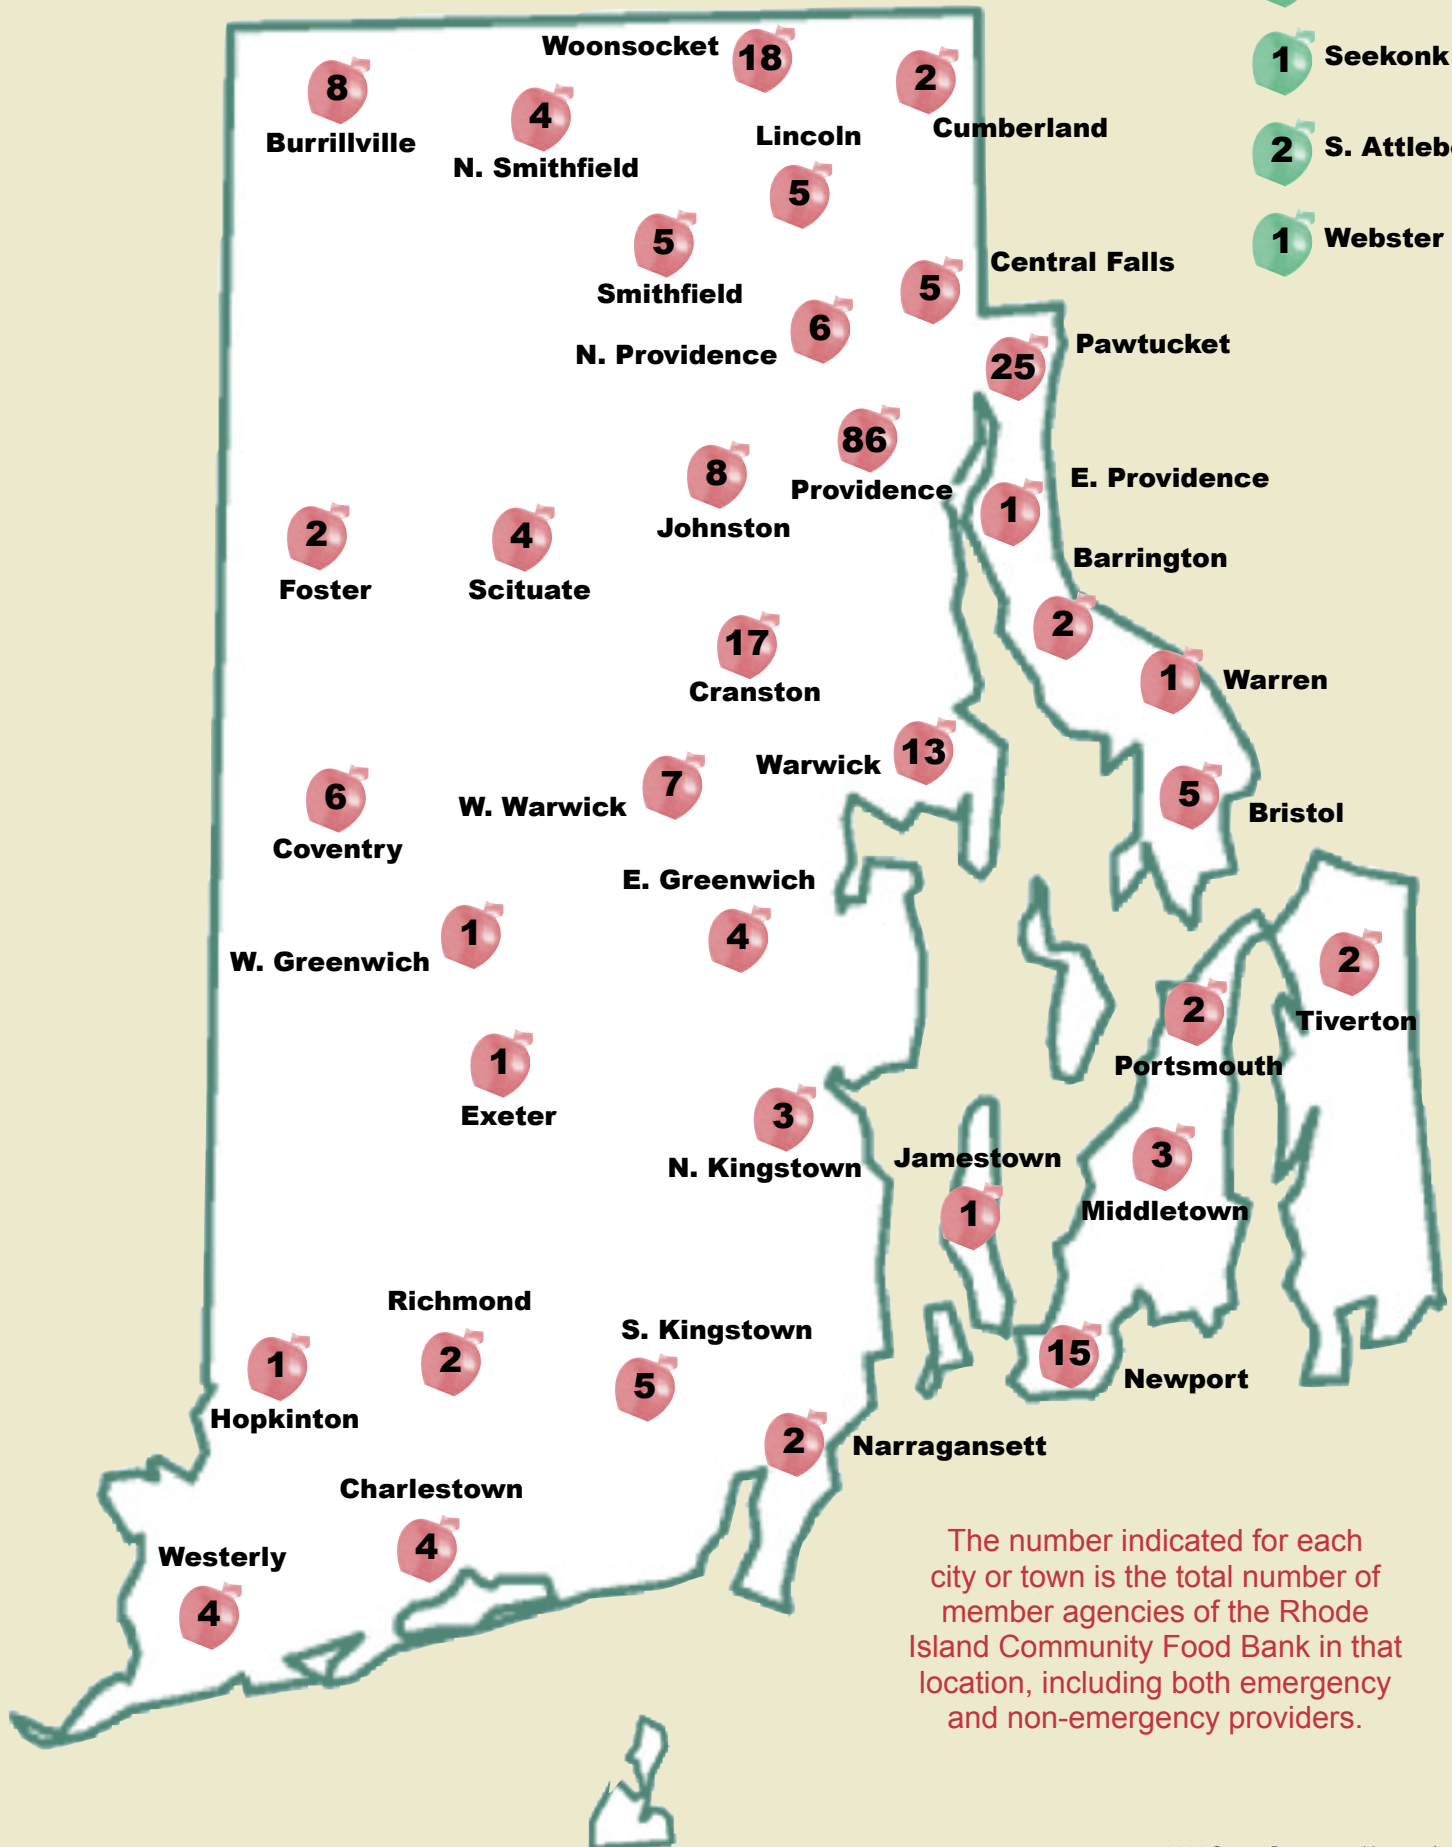 Woonsocket
18
8
Burrillville
4
N. Smithfield
2
Cumberland
Lincoln
5
1 Seekonk
2 S.
1 Webster
5
Smithfield
Central Falls
5
N. Providence
6
Pawtucket
25
86
Providence
8
Johnston
E. Providence
1
2
Foster
4
Scituate
Barrington
2
17
Cranston
1
Warren
Warwick
13
W. Warwick
7
6
Coventry
5
Bristol
E. Greenwich
4
1
W. Greenwich
2
Tiverton
2
Portsmouth
1
Exeter
3
N. Kingstown
Jamestown
1
3
Middletown
Richmond
2
S. Kingstown
5
1
Hopkinton
15
Newport
2
Narragansett
Charlestown
4
Westerly
4
The number indicated for each
city or town is the total number of
member agencies of the Rhode
Island Community Food Bank in that
location, including both emergency
and non-emergency providers.